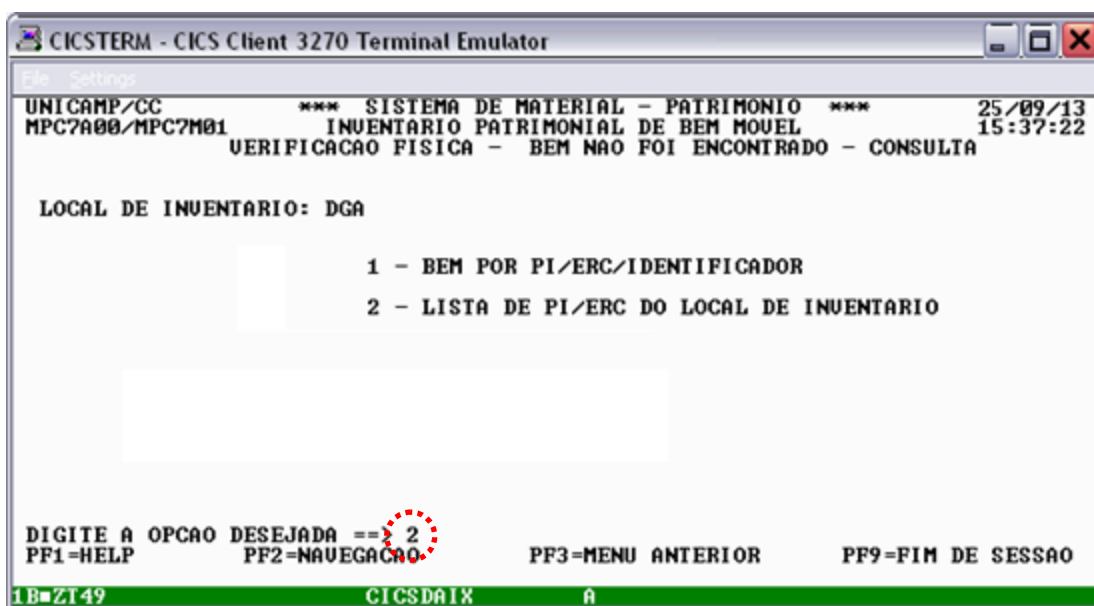 CICSTERM - CICS Client 3270 Terminal Emulator
File Settings
UNICAMP/CC *** SISTEMA DE MATERIAL - PATRIMONIO *** 25/09/13
MPC7A00/MPC7M01 INVENTARIO PATRIMONIAL DE BEM MOVEL 15:37:22
VERIFICACAO FISICA - BEM NAO FOI ENCONTRADO - CONSULTA
LOCAL DE INVENTARIO: DGA
1 - BEM POR PI/ERC/IDENTIFICADOR
2 - LISTA DE PI/ERC DO LOCAL DE INVENTARIO
DIGITE A OPCAO DESEJADA ==> 2
PF1=HELP PF2=NAVEGACAO PF3=MENU ANTERIOR PF9=FIM DE SESSAO
1B■ZT49 CICSDAIX A